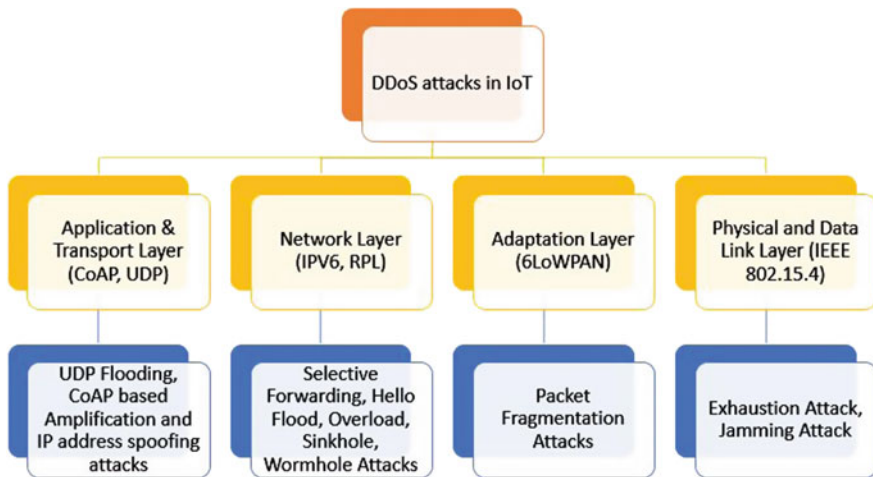 DDoS attacks in IoT
Application &
Transport Layer
(CoAP, UDP)
Network Layer
(IPV6, RPL)
Adaptation Layer
(6LoWPAN)
Physical and Data
Link Layer (IEEE
802.15.4)
UDP Flooding,
CoAP based
Amplification and
IP address spoofing
attacks
Selective
Forwarding, Hello
Flood, Overload,
Sinkhole,
Wormhole Attacks
Packet
Fragmentation
Attacks
Exhaustion Attack,
Jamming Attack